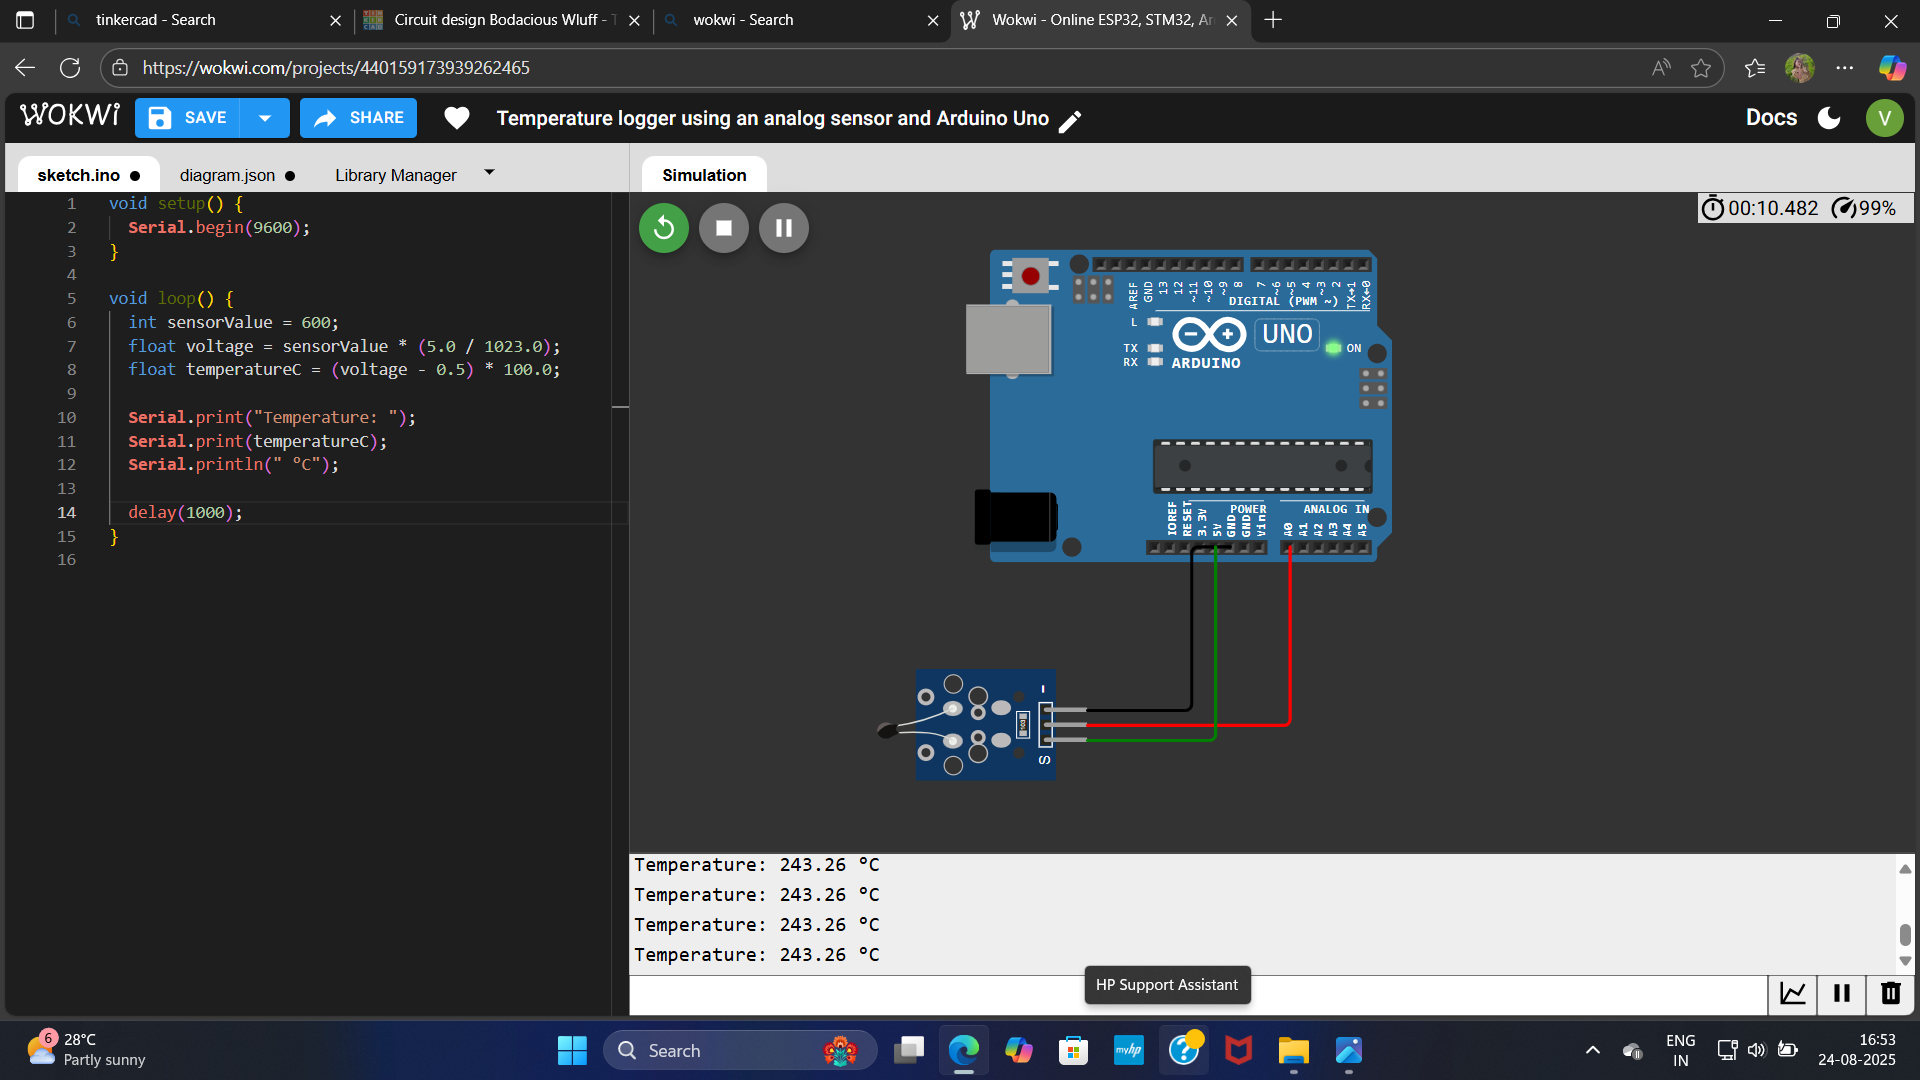 tinkercad - Search
Circuit design Bodacious Wluff - T
wokwi - Search
Wokwi - Online ESP32, STM32, Ar
https://wokwi.com/projects/440159173939262465
WOKWi
SAVE
SHARE
Temperature logger using an analog sensor and Arduino Uno
Docs
V
sketch.ino ●
diagram.json ●
Library Manager
Simulation
00:10.482
99%
1 void setup() {
2 Serial.begin(9600);
3 }
4
5 void loop() {
6 int sensorValue = 600;
7 float voltage = sensorValue * (5.0 / 1023.0);
8 float temperatureC = (voltage - 0.5) * 100.0;
9
10 Serial.print("Temperature: ");
11 Serial.print(temperatureC);
12 Serial.println(" °C");
13
14 delay(1000);
15 }
16
AREF
GND
13
12
~11
~10
~9
8
7
~6
~5
4
~3
2
TX→1
RX←0
DIGITAL (PWM ~)
L
TX
RX
UNO
ARDUINO
ON
IOREF
RESET
3.3V
5V
GND
GND
Vin
POWER
ANALOG IN
A0
A1
A2
A3
A4
A5
–
S
Temperature: 243.26 °C
Temperature: 243.26 °C
Temperature: 243.26 °C
Temperature: 243.26 °C
HP Support Assistant
6
28°C
Partly sunny
Search
myhp
ENG
IN
16:53
24-08-2025